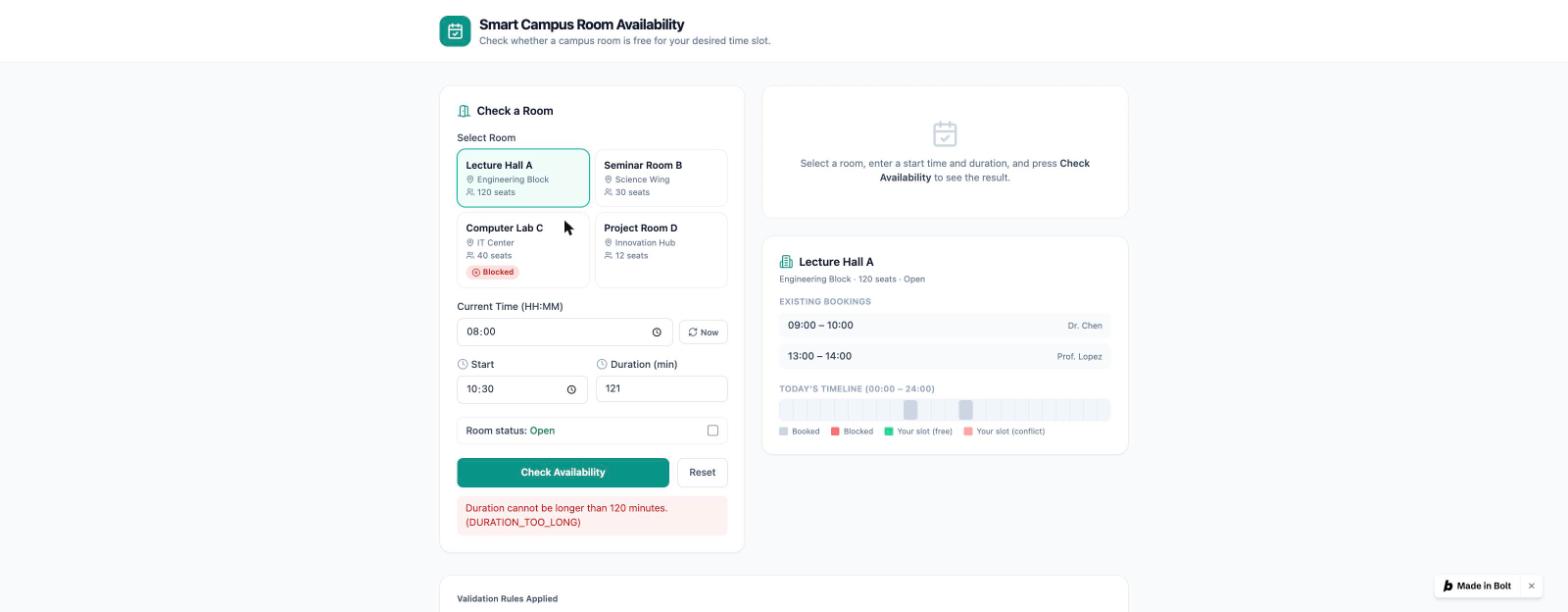 Smart Campus Room Availability
Check whether a campus room is free for your desired time slot.
Check a Room
Select Room
Lecture Hall A
Engineering Block
120 seats
Seminar Room B
Science Wing
30 seats
Computer Lab C
IT Center
40 seats
Blocked
Project Room D
Innovation Hub
12 seats
Current Time (HH:MM)
08:00
Now
Start
Duration (min)
10:30
121
Room status: Open
Check Availability
Reset
Duration cannot be longer than 120 minutes.
(DURATION_TOO_LONG)
Select a room, enter a start time and duration, and press Check
Availability to see the result.
Lecture Hall A
Engineering Block · 120 seats · Open
EXISTING BOOKINGS
09:00 – 10:00 Dr. Chen
13:00 – 14:00 Prof. Lopez
TODAY'S TIMELINE (00:00 – 24:00)
Booked Blocked Your slot (free) Your slot (conflict)
Validation Rules Applied
b Made in Bolt ×